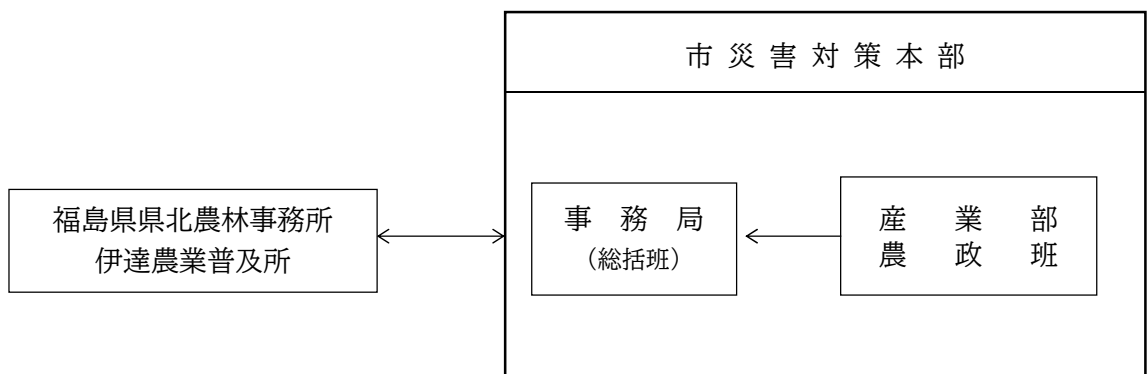 市災害対策本部
福島県県北農林事務所
伊達農業普及所
事務局
（総括班）
産業部
農政班